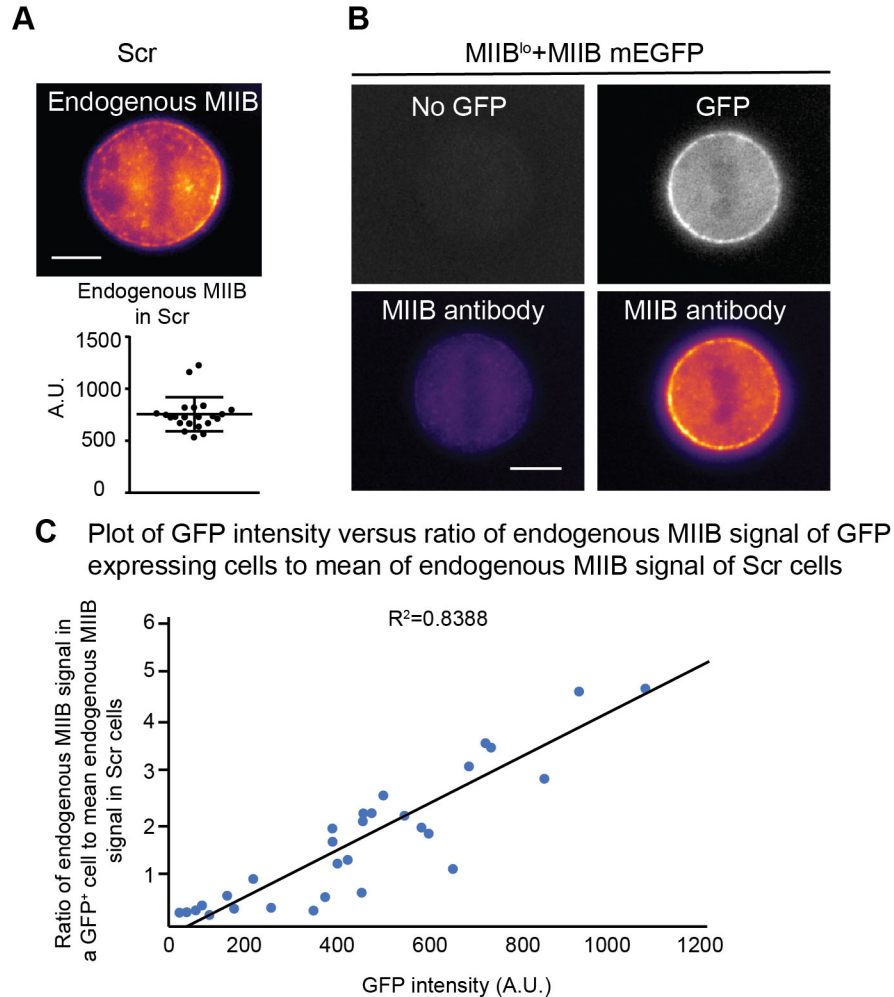 A
Scr
Endogenous MIIB
Endogenous MIIB
in Scr
A.U.
1500
1000
500
0
B
MIIBˡᵒ+MIIB mEGFP
No GFP
GFP
MIIB antibody
MIIB antibody
C
Plot of GFP intensity versus ratio of endogenous MIIB signal of GFP
expressing cells to mean of endogenous MIIB signal of Scr cells
R²=0.8388
Ratio of endogenous MIIB signal in
a GFP⁺ cell to mean endogenous MIIB
signal in Scr cells
6
5
4
3
2
1
0
200
400
600
800
1000
1200
GFP intensity (A.U.)